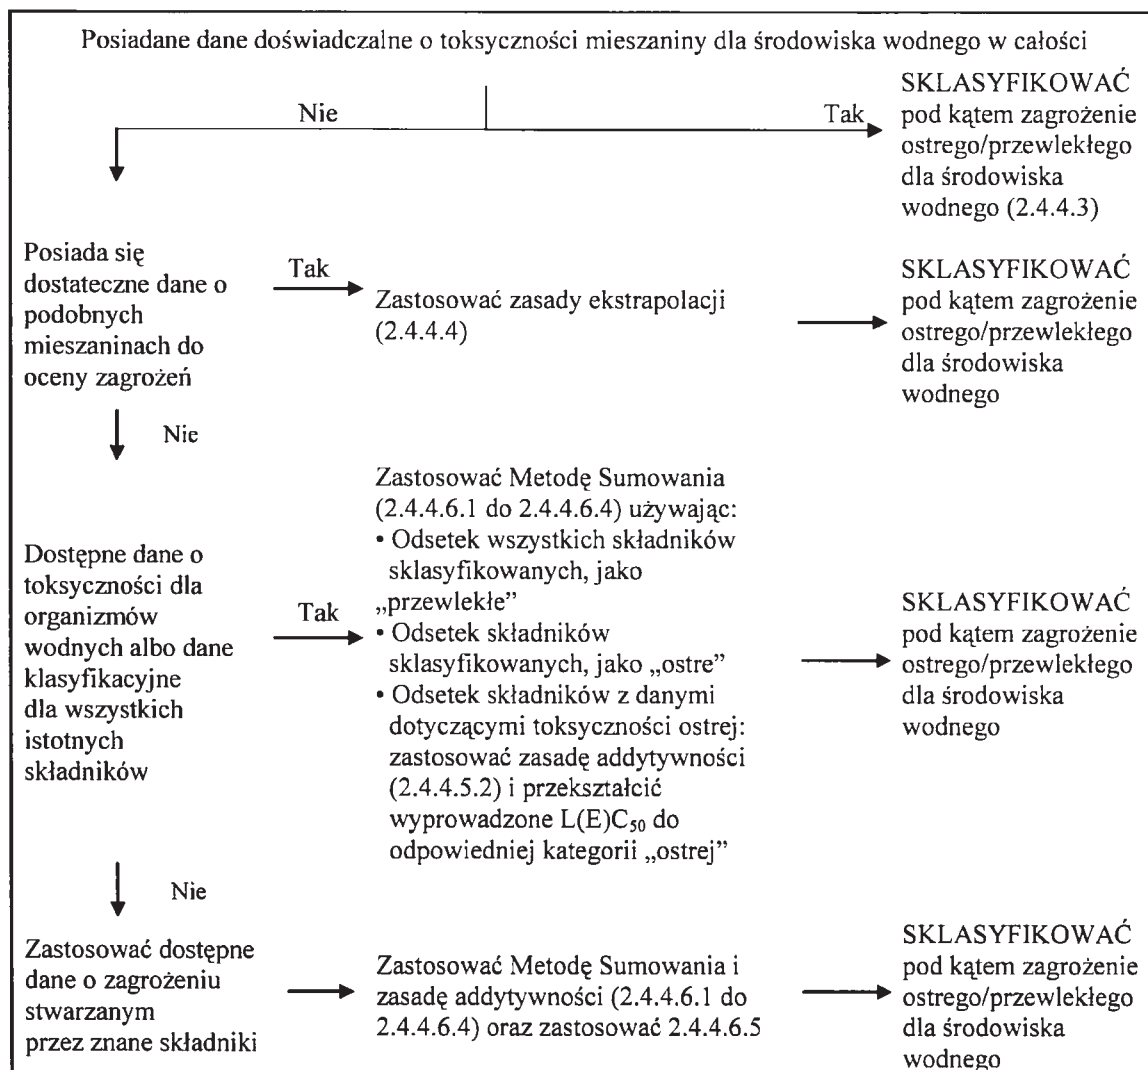 Posiadane dane doświadczalne o toksyczności mieszaniny dla środowiska wodnego w całości
Nie
Tak
SKLASYFIKOWAĆ
pod kątem zagrożenie
ostrego/przewlekłego
dla środowiska
wodnego (2.4.4.3)
Posiada się
dostateczne dane o
podobnych
mieszaninach do
oceny zagrożeń
Tak
Zastosować zasady ekstrapolacji
(2.4.4.4)
SKLASYFIKOWAĆ
pod kątem zagrożenie
ostrego/przewlekłego
dla środowiska
wodnego
Nie
Dostępne dane o
toksyczności dla
organizmów
wodnych albo dane
klasyfikacyjne
dla wszystkich
istotnych
składników
Tak
Zastosować Metodę Sumowania
(2.4.4.6.1 do 2.4.4.6.4) używając:
• Odsetek wszystkich składników
sklasyfikowanych, jako
„przewlekłe”
• Odsetek składników
sklasyfikowanych, jako „ostre”
• Odsetek składników z danymi
dotyczącymi toksyczności ostrej:
zastosować zasadę addytywności
(2.4.4.5.2) i przekształcić
wyprowadzone L(E)C₅₀ do
odpowiedniej kategorii „ostrej”
SKLASYFIKOWAĆ
pod kątem zagrożenie
ostrego/przewlekłego
dla środowiska
wodnego
Nie
Zastosować dostępne
dane o zagrożeniu
stwarzanym
przez znane składniki
Zastosować Metodę Sumowania i
zasadę addytywności (2.4.4.6.1 do
2.4.4.6.4) oraz zastosować 2.4.4.6.5
SKLASYFIKOWAĆ
pod kątem zagrożenie
ostrego/przewlekłego
dla środowiska
wodnego